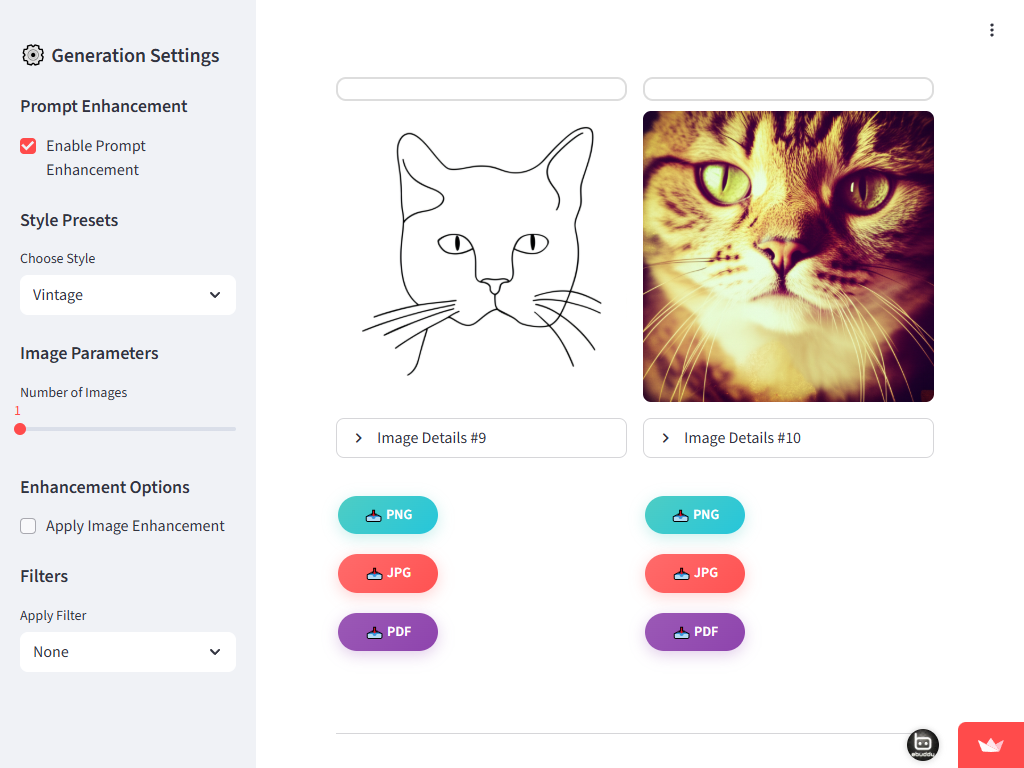 Generation Settings
Prompt Enhancement
Enable Prompt
Enhancement
Style Presets
Choose Style
Vintage
Image Parameters
Number of Images
1
Enhancement Options
Apply Image Enhancement
Filters
Apply Filter
None
Image Details #9
Image Details #10
PNG
PNG
JPG
JPG
PDF
PDF